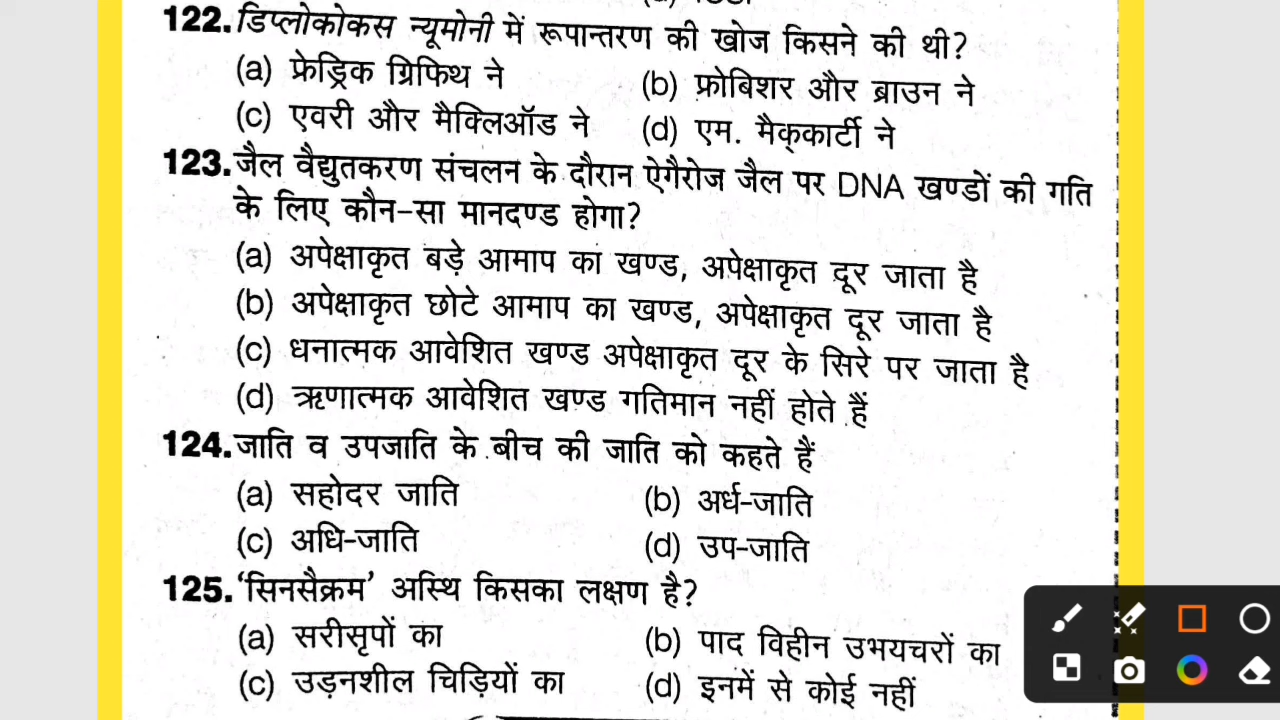 122. डिप्लोकोकस न्यूमोनी में रूपान्तरण की खोज किसने की थी?
(a) फ्रेड्रिक ग्रिफिथ ने (b) फ्रोबिशर और ब्राउन ने
(c) एवरी और मैक्लिऑड ने (d) एम. मैक्कार्टी ने
123. जैल वैद्युतकरण संचलन के दौरान ऐगैरोज जैल पर DNA खण्डों की गति
के लिए कौन-सा मानदण्ड होगा?
(a) अपेक्षाकृत बड़े आमाप का खण्ड, अपेक्षाकृत दूर जाता है
(b) अपेक्षाकृत छोटे आमाप का खण्ड, अपेक्षाकृत दूर जाता है
(c) धनात्मक आवेशित खण्ड अपेक्षाकृत दूर के सिरे पर जाता है
(d) ऋणात्मक आवेशित खण्ड गतिमान नहीं होते हैं
124. जाति व उपजाति के बीच की जाति को कहते हैं
(a) सहोदर जाति (b) अर्ध-जाति
(c) अधि-जाति (d) उप-जाति
125. 'सिनसैक्रम' अस्थि किसका लक्षण है?
(a) सरीसृपों का (b) पाद विहीन उभयचरों का
(c) उड़नशील चिड़ियों का (d) इनमें से कोई नहीं